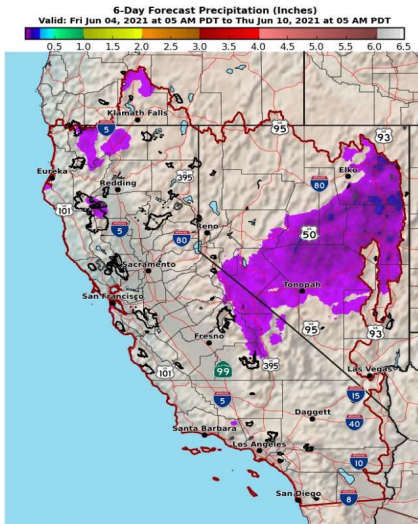 6-Day Forecast Precipitation (Inches)
Valid: Fri Jun 04, 2021 at 05 AM PDT to Thu Jun 10, 2021 at 05 AM PDT
0.5 1.0 1.5 2.0 2.5 3.0 3.5 4.0 4.5 5.0 5.5 6.0 6.5
Klamath Falls
5
95
93
Eureka
Elko
Redding
395
80
101
50
5
Reno
80
Sacramento
San Francisco
Tonopah
Fresno
95
93
101
99
395
Las Vegas
5
15
Daggett
40
Santa Barbara
Los Angeles
10
San Diego
8